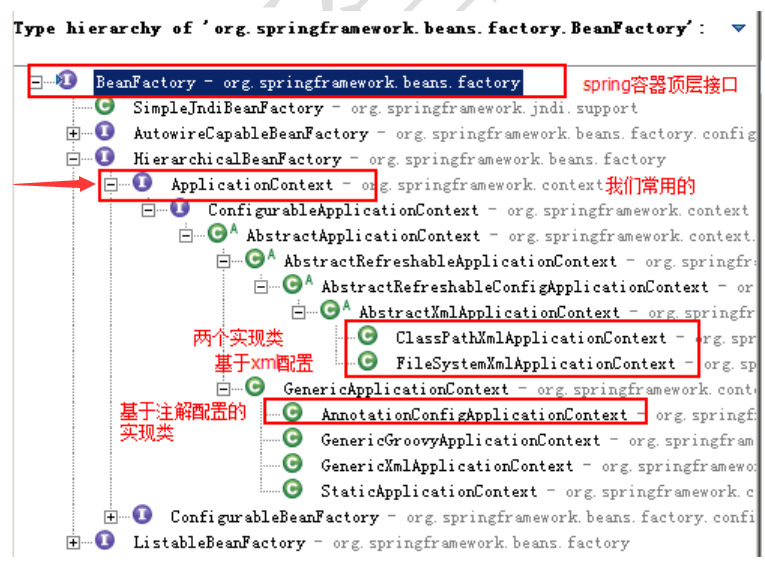 Type hierarchy of 'org.springframework.beans.factory.BeanFactory':
BeanFactory - org.springframework.beans.factory spring容器顶层接口
SimpleJndiBeanFactory - org.springframework.jndi.support
AutowireCapableBeanFactory - org.springframework.beans.factory.config
HierarchicalBeanFactory - org.springframework.beans.factory
ApplicationContext - org.springframework.context 我们常用的
ConfigurableApplicationContext - org.springframework.context
AbstractApplicationContext - org.springframework.context.
AbstractRefreshableApplicationContext - org.springfr
AbstractRefreshableConfigApplicationContext - or
AbstractXmlApplicationContext - org.springfr
两个实现类 ClassPathXmlApplicationContext - org.spr
基于xml配置 FileSystemXmlApplicationContext - org.sp
GenericApplicationContext - org.springframework.cont
基于注解配置的 AnnotationConfigApplicationContext - org.springf
实现类 GenericGroovyApplicationContext - org.springfram
GenericXmlApplicationContext - org.springframewo
StaticApplicationContext - org.springframework.c
ConfigurableBeanFactory - org.springframework.beans.factory.confi
ListableBeanFactory - org.springframework.beans.factory